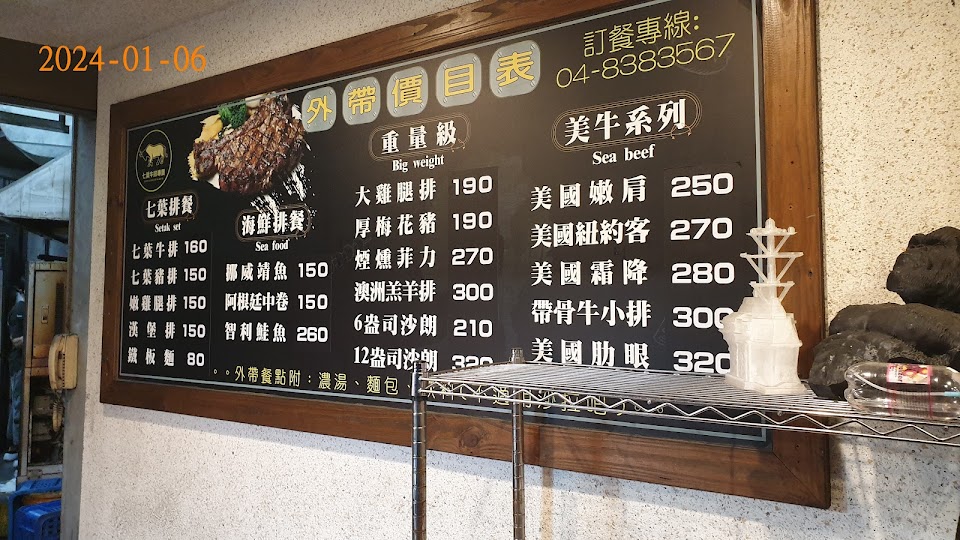 2024-01-06
外帶價目表
訂餐專線:
04-8383567
七葉排餐
Setak set
七葉牛排 160
七葉豬排 150
嫩雞腿排 150
漢堡排 150
鐵板麵 80
海鮮排餐
Sea food
挪威靖魚 150
阿根廷中卷 150
智利鮭魚 260
重量級
Big weight
大雞腿排 190
厚梅花豬 190
煙燻菲力 270
澳洲羔羊排 300
6盎司沙朗 210
12盎司沙朗 320
美牛系列
Sea beef
美國嫩肩 250
美國紐約客 270
美國霜降 280
帶骨牛小排 300
美國肋眼 320
。。外帶餐點附:濃湯、麵包、飲料